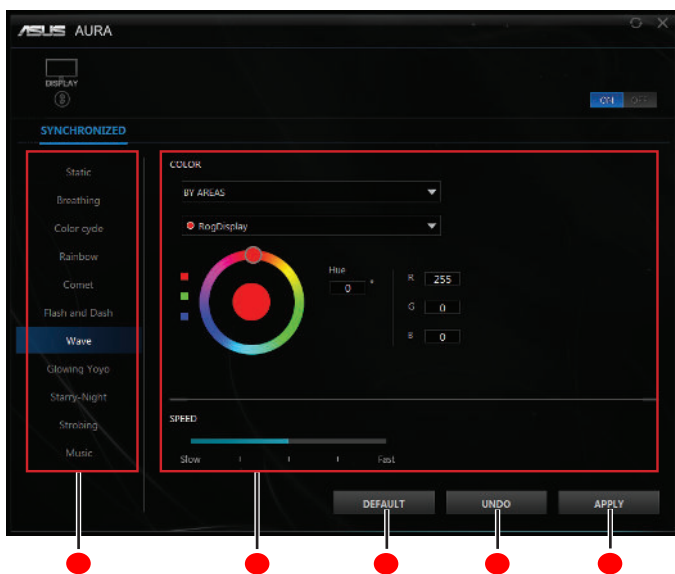 ASUS AURA
DISPLAY
ON OFF
SYNCHRONIZED
Static
Breathing
Color cycle
Rainbow
Comet
Flash and Dash
Wave
Glowing Yoyo
Starry-Night
Strobing
Music
COLOR
BY AREAS
RogDisplay
Hue
0 °
R 255
G 0
B 0
SPEED
Slow Fast
DEFAULT UNDO APPLY